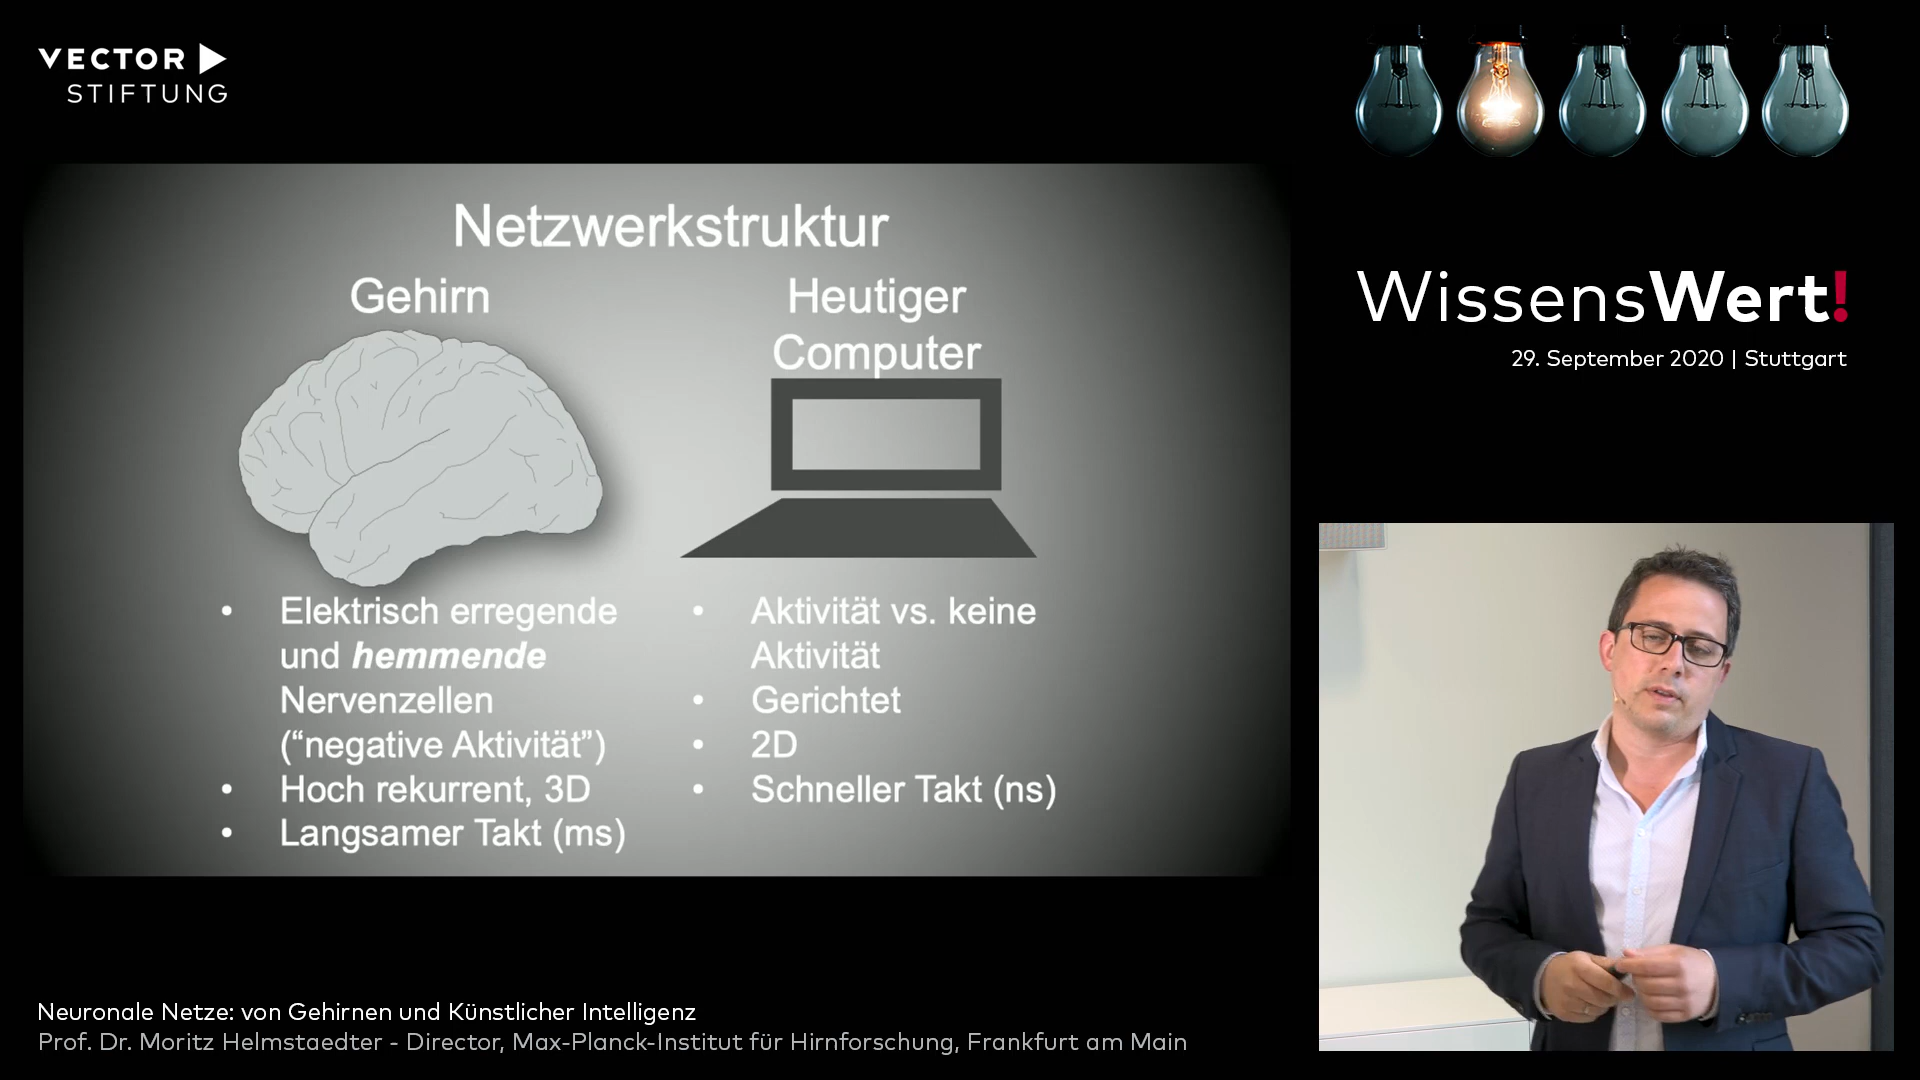 VECTOR
STIFTUNG
Netzwerkstruktur
Gehirn
Heutiger
Computer
• Elektrisch erregende
und hemmende
Nervenzellen
(“negative Aktivität”)
• Hoch rekurrent, 3D
• Langsamer Takt (ms)
• Aktivität vs. keine
Aktivität
• Gerichtet
• 2D
• Schneller Takt (ns)
WissensWert!
29. September 2020 | Stuttgart
Neuronale Netze: von Gehirnen und Künstlicher Intelligenz
Prof. Dr. Moritz Helmstaedter - Director, Max-Planck-Institut für Hirnforschung, Frankfurt am Main